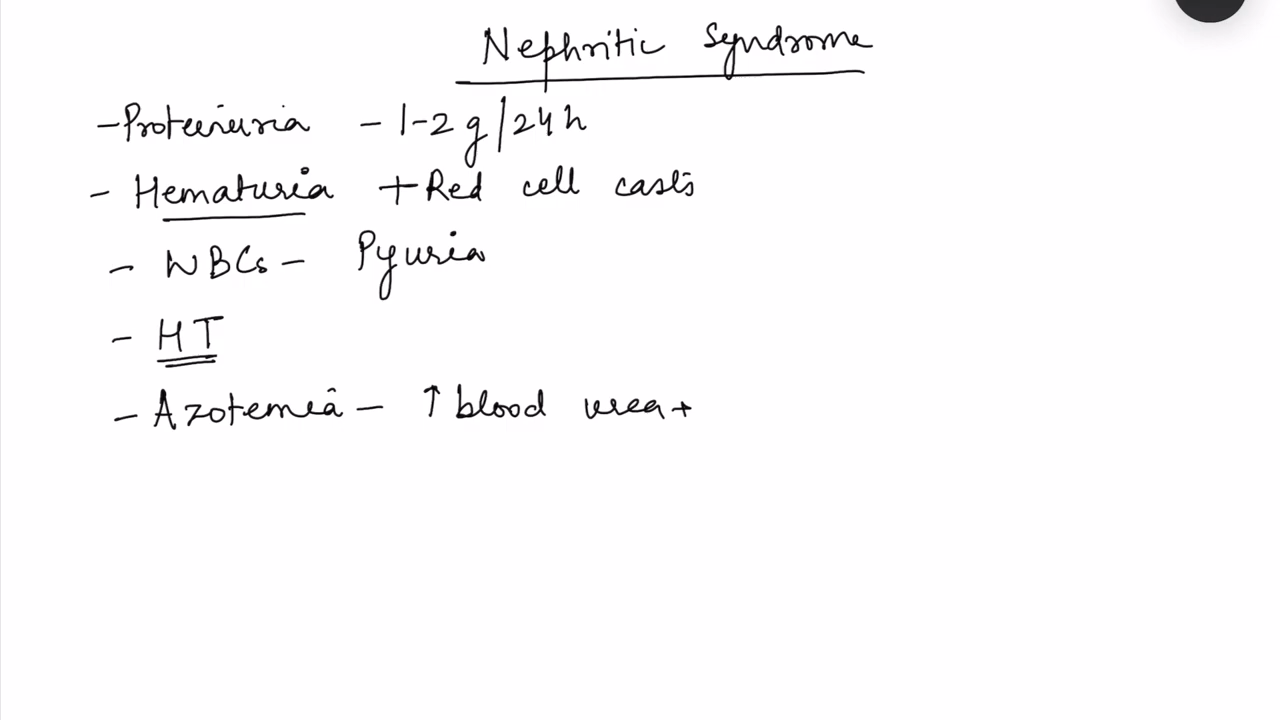 Nephritic Syndrome
- Proteinuria - 1-2 g/24h
- Hematuria + Red cell casts
- WBCs - Pyuria
- HT
- Azotemia - ↑ blood urea +